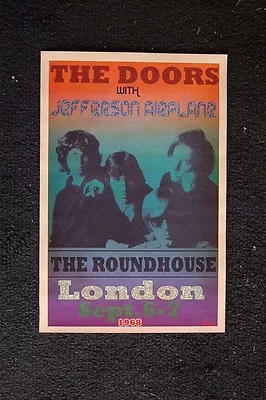 THE DOORS
WITH
JEFFERSON AIRPLANE
THE ROUNDHOUSE
London
Sept. 6-7
1968